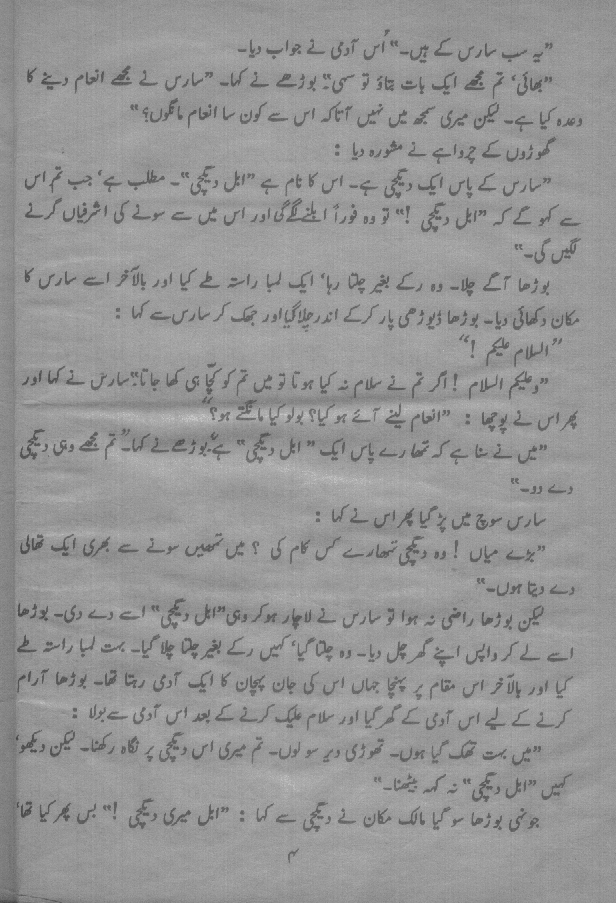 "یہ سب سارس کے ہیں۔" اُس آدمی نے جواب دیا۔
"بھائی، تم مجھے ایک بات بتاؤ تو سہی" بوڑھے نے کہا۔ "سارس نے مجھے انعام دینے کا
وعدہ کیا ہے۔ لیکن میری سمجھ میں نہیں آتا کہ اس سے کون سا انعام مانگوں؟"
گھوڑوں کے چرواہے نے مشورہ دیا :
"سارس کے پاس ایک دیگچی ہے۔ اس کا نام ہے "ابل دیگچی"۔ مطلب ہے، جب تم اس
سے کہو گے کہ "ابل دیگچی !" تو وہ فوراً ابلنے لگے گی اور اس میں سے سونے کی اشرفیاں گرنے
لگیں گی۔"
بوڑھا آگے چلا۔ وہ رکے بغیر چلتا رہا، ایک لمبا راستہ طے کیا اور بالآخر اسے سارس کا
مکان دکھائی دیا۔ بوڑھا ڈیوڑھی پار کرکے اندر چلا گیا اور جھک کر سارس سے کہا :
"السلام علیکم !"
"وعلیکم السلام ! اگر تم نے سلام نہ کیا ہوتا تو میں تم کو کچّا ہی کھا جاتا" سارس نے کہا اور
پھر اس نے پوچھا : "انعام لینے آئے ہو کیا؟ بولو کیا مانگتے ہو؟"
"میں نے سنا ہے کہ تمھارے پاس ایک "ابل دیگچی" ہے" بوڑھے نے کہا۔ "تم مجھے وہی دیگچی
دے دو۔"
سارس سوچ میں پڑ گیا پھر اس نے کہا :
"بڑے میاں ! وہ دیگچی تمھارے کس کام کی ؟ میں تمھیں سونے سے بھری ایک تھالی
دے دیتا ہوں۔"
لیکن بوڑھا راضی نہ ہوا تو سارس نے لاچار ہوکر وہی "ابل دیگچی" اسے دے دی۔ بوڑھا
اسے لے کر واپس اپنے گھر چل دیا۔ وہ چلتا گیا، کہیں رکے بغیر چلتا چلا گیا۔ بہت لمبا راستہ طے
کیا اور بالآخر اس مقام پر پہنچا جہاں اس کی جان پہچان کا ایک آدمی رہتا تھا۔ بوڑھا آرام
کرنے کے لیے اس آدمی کے گھر گیا اور سلام علیک کرنے کے بعد اس آدمی سے بولا :
"میں بہت تھک گیا ہوں۔ تھوڑی دیر سو لوں۔ تم میری اس دیگچی پر نگاہ رکھنا۔ لیکن دیکھو،
کہیں "ابل دیگچی" نہ کہہ بیٹھنا۔"
جونہی بوڑھا سو گیا مالک مکان نے دیگچی سے کہا : "ابل میری دیگچی !" بس پھر کیا تھا،
۴